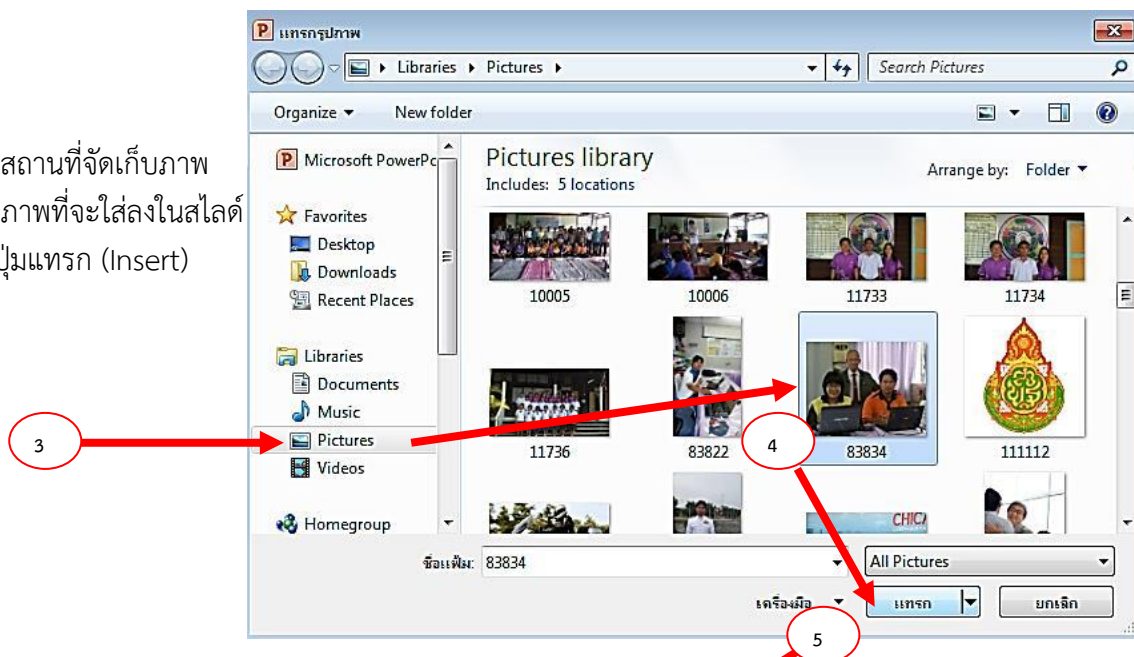 แทรกรูปภาพ
Libraries Pictures
Search Pictures
Organize New folder
สถานที่จัดเก็บภาพ
ภาพที่จะใส่ลงในสไลด์
ปุ่มแทรก (Insert)
Microsoft PowerPo
Favorites
Desktop
Downloads
Recent Places
Libraries
Documents
Music
Pictures
Videos
Homegroup
Pictures library
Includes: 5 locations
Arrange by: Folder
10005 10006 11733 11734
11736 83822 83834 111112
CHIC
3
4
ชื่อแฟ้ม: 83834
All Pictures
เครื่องมือ แทรก ยกเลิก
5